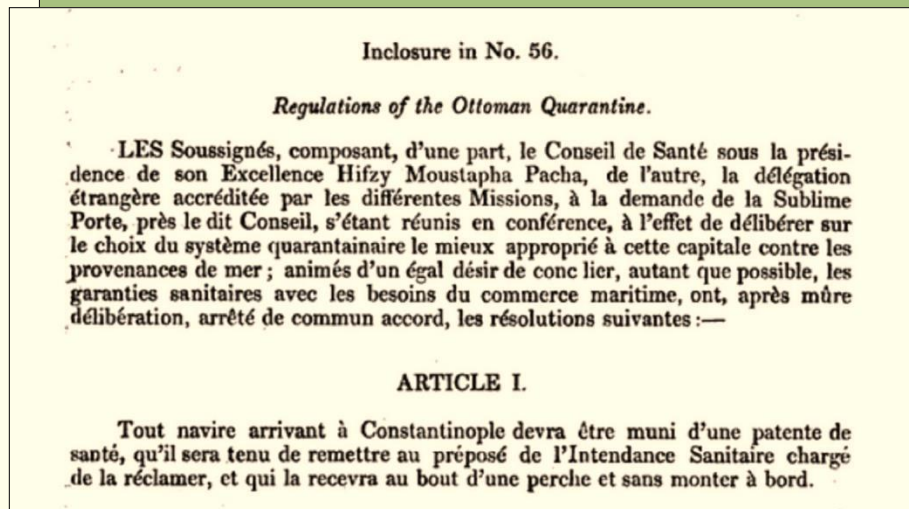 Inclosure in No. 56.
Regulations of the Ottoman Quarantine.
LES Soussignés, composant, d'une part, le Conseil de Santé sous la prési-
dence de son Excellence Hifzy Moustapha Pacha, de l'autre, la délégation
étrangère accréditée par les différentes Missions, à la demande de la Sublime
Porte, près le dit Conseil, s'étant réunis en conférence, à l'effet de délibérer sur
le choix du système quarantainaire le mieux approprié à cette capitale contre les
provenances de mer; animés d'un égal désir de conc lier, autant que possible, les
garanties sanitaires avec les besoins du commerce maritime, ont, après mûre
délibération, arrêté de commun accord, les résolutions suivantes:—
ARTICLE I.
Tout navire arrivant à Constantinople devra être muni d'une patente de
santé, qu'il sera tenu de remettre au préposé de l'Intendance Sanitaire chargé
de la réclamer, et qui la recevra au bout d'une perche et sans monter à bord.